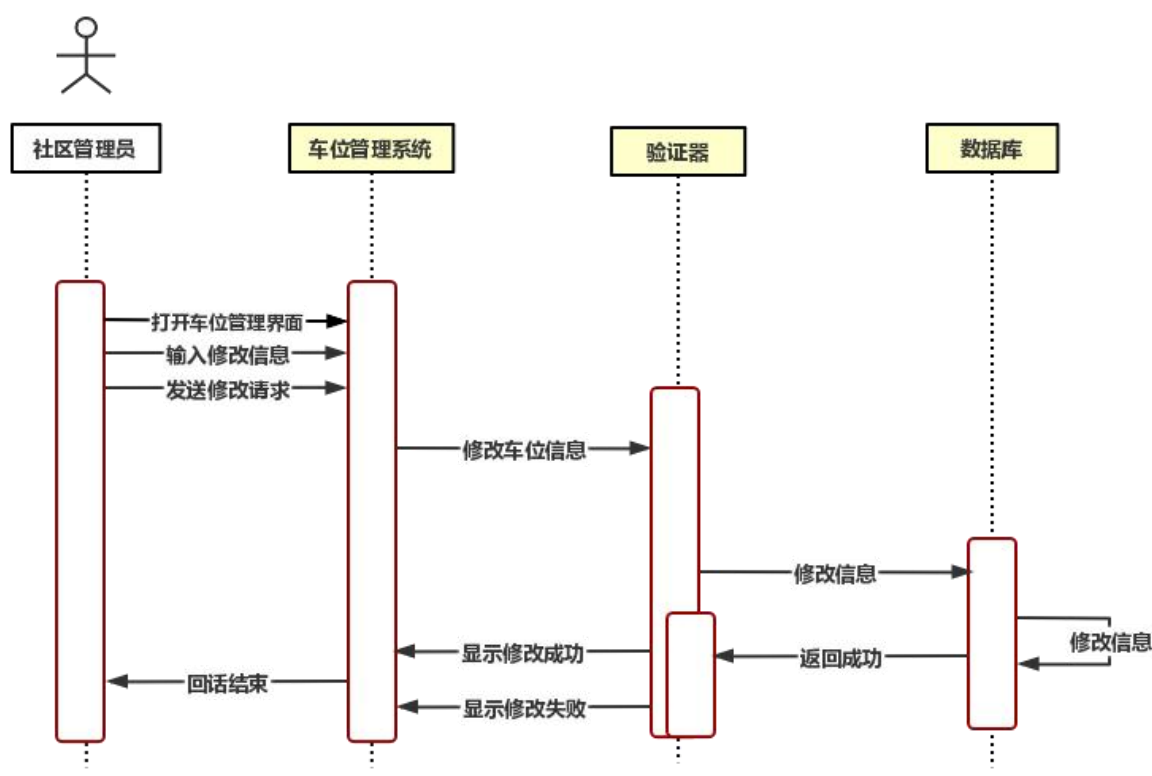 社区管理员
车位管理系统
验证器
数据库
打开车位管理界面
输入修改信息
发送修改请求
修改车位信息
修改信息
修改信息
显示修改成功
返回成功
回话结束
显示修改失败